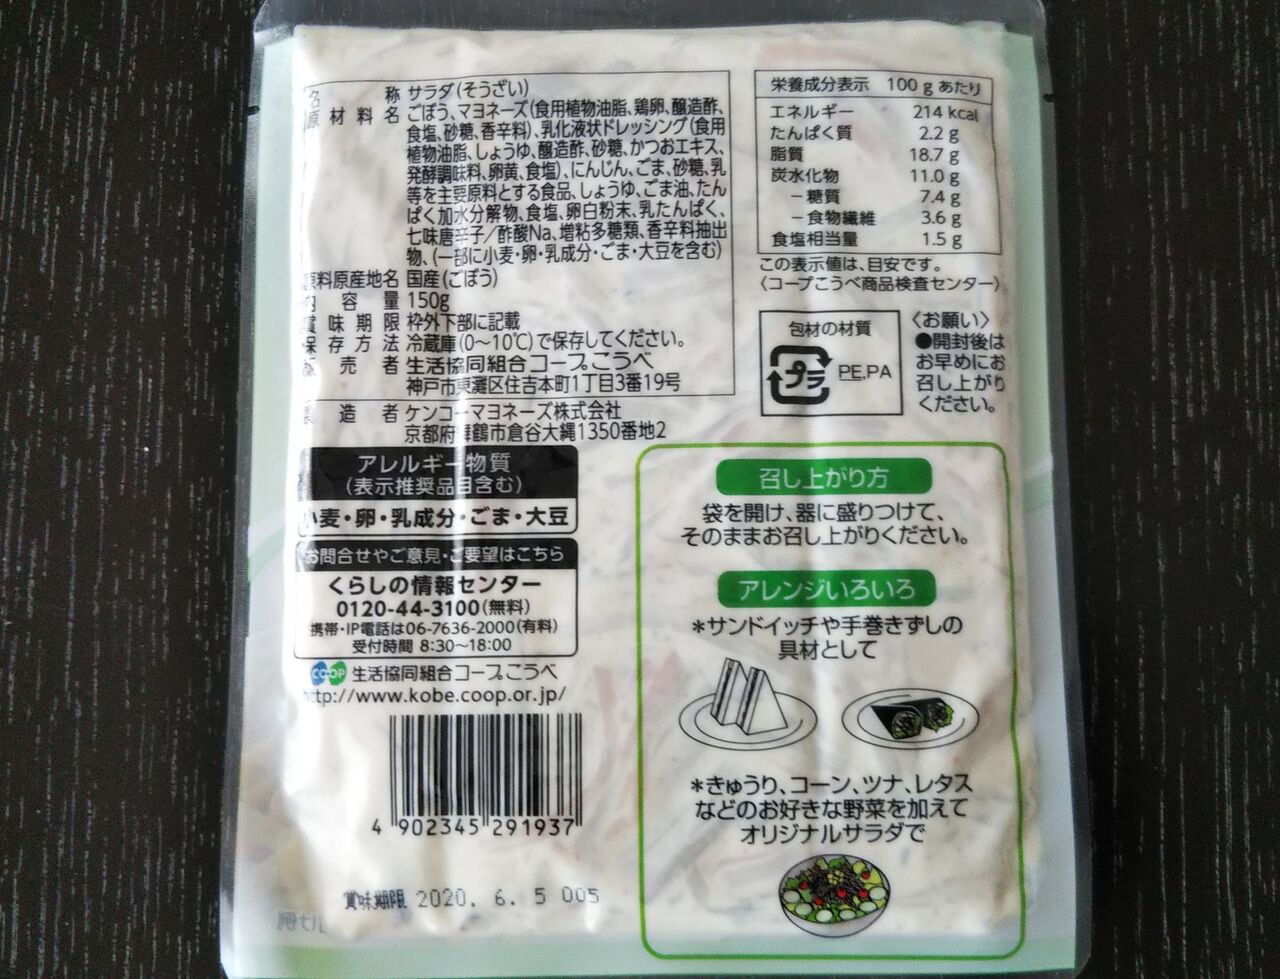 名 称 サラダ(そうざい)
原材料名 ごぼう、マヨネーズ(食用植物油脂、鶏卵、醸造酢、
食塩、砂糖、香辛料)、乳化液状ドレッシング(食用
植物油脂、しょうゆ、醸造酢、砂糖、かつおエキス、
発酵調味料、卵黄、食塩)、にんじん、ごま、砂糖、乳
等を主要原料とする食品、しょうゆ、ごま油、たん
ぱく加水分解物、食塩、卵白粉末、乳たんぱく、
七味唐辛子/酢酸Na、増粘多糖類、香辛料抽出
物、(一部に小麦・卵・乳成分・ごま・大豆を含む)
原料原産地名 国産(ごぼう)
内容量 150g
賞味期限 枠外下部に記載
保存方法 冷蔵庫(0〜10℃)で保存してください。
販売者 生活協同組合コープこうべ
神戸市東灘区住吉本町1丁目3番19号
製造者 ケンコーマヨネーズ株式会社
京都府舞鶴市倉谷大縄1350番地2
アレルギー物質
(表示推奨品目含む)
小麦・卵・乳成分・ごま・大豆
お問合せやご意見・ご要望はこちら
くらしの情報センター
0120-44-3100(無料)
携帯・IP電話は06-7636-2000(有料)
受付時間 8:30〜18:00
CO・OP 生活協同組合コープこうべ
http://www.kobe.coop.or.jp/
4 902345 291937
賞味期限 2020. 6. 5 005
栄養成分表示 100gあたり
エネルギー 214 kcal
たんぱく質 2.2 g
脂質 18.7 g
炭水化物 11.0 g
－糖質 7.4 g
－食物繊維 3.6 g
食塩相当量 1.5 g
この表示値は、目安です。
〈コープこうべ商品検査センター〉
包材の材質
プラ PE,PA
〈お願い〉
●開封後は
お早めにお
召し上がり
ください。
召し上がり方
袋を開け、器に盛りつけて、
そのままお召し上がりください。
アレンジいろいろ
*サンドイッチや手巻きずしの
具材として
*きゅうり、コーン、ツナ、レタス
などのお好きな野菜を加えて
オリジナルサラダで